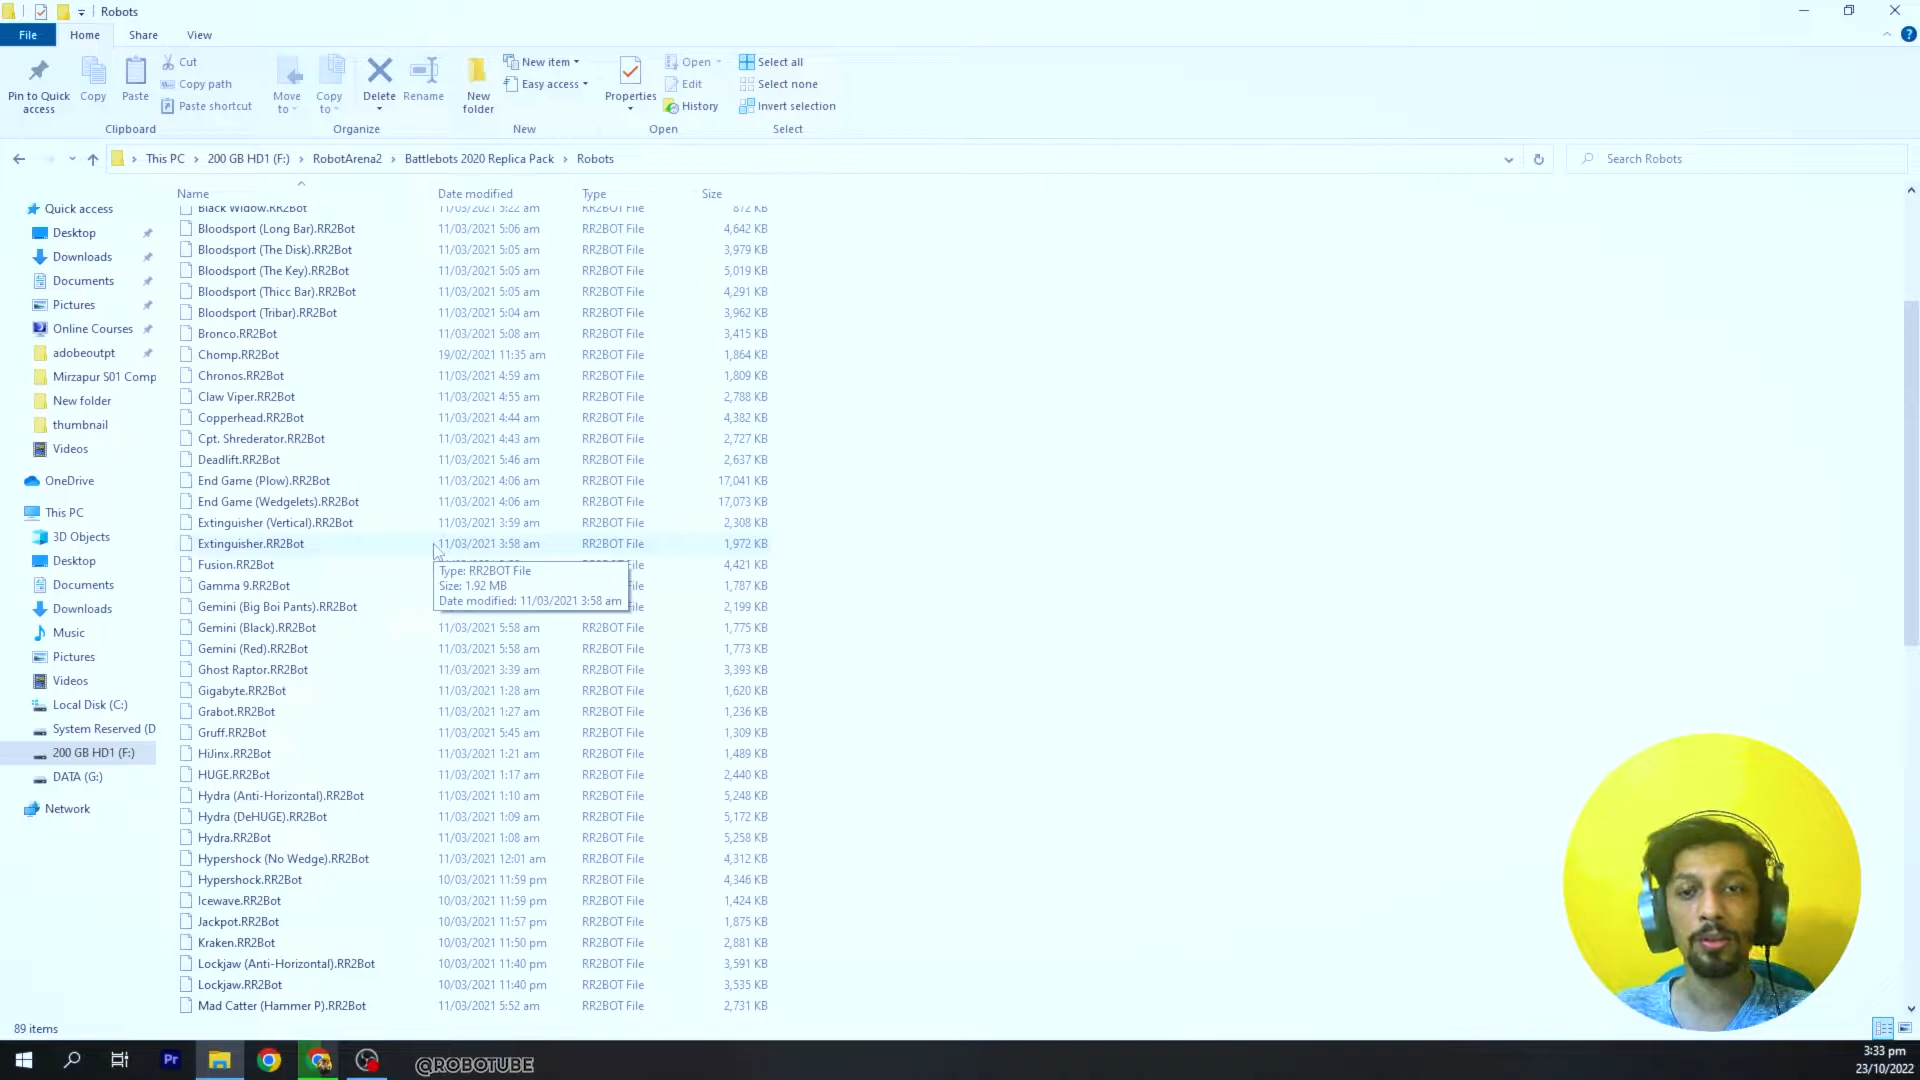 Robots
File Home Share View
Pin to Quick access
Copy
Paste
Cut
Copy path
Paste shortcut
Clipboard
Move to
Copy to
Delete
Rename
Organize
New folder
New item
Easy access
New
Properties
Open
Edit
History
Open
Select all
Select none
Invert selection
Select
This PC > 200 GB HD1 (F:) > RobotArena2 > Battlebots 2020 Replica Pack > Robots
Search Robots
Quick access
Desktop
Downloads
Documents
Pictures
Online Courses
adobeoutpt
Mirzapur S01 Comp
New folder
thumbnail
Videos
OneDrive
This PC
3D Objects
Desktop
Documents
Downloads
Music
Pictures
Videos
Local Disk (C:)
System Reserved (D
200 GB HD1 (F:)
DATA (G:)
Network
Name Date modified Type Size
Black Widow.RR2Bot 11/03/2021 5:22 am RR2BOT File 872 KB
Bloodsport (Long Bar).RR2Bot 11/03/2021 5:06 am RR2BOT File 4,642 KB
Bloodsport (The Disk).RR2Bot 11/03/2021 5:05 am RR2BOT File 3,979 KB
Bloodsport (The Key).RR2Bot 11/03/2021 5:05 am RR2BOT File 5,019 KB
Bloodsport (Thicc Bar).RR2Bot 11/03/2021 5:05 am RR2BOT File 4,291 KB
Bloodsport (Tribar).RR2Bot 11/03/2021 5:04 am RR2BOT File 3,962 KB
Bronco.RR2Bot 11/03/2021 5:08 am RR2BOT File 3,415 KB
Chomp.RR2Bot 19/02/2021 11:35 am RR2BOT File 1,864 KB
Chronos.RR2Bot 11/03/2021 4:59 am RR2BOT File 1,809 KB
Claw Viper.RR2Bot 11/03/2021 4:55 am RR2BOT File 2,788 KB
Copperhead.RR2Bot 11/03/2021 4:44 am RR2BOT File 4,382 KB
Cpt. Shrederator.RR2Bot 11/03/2021 4:43 am RR2BOT File 2,727 KB
Deadlift.RR2Bot 11/03/2021 5:46 am RR2BOT File 2,637 KB
End Game (Plow).RR2Bot 11/03/2021 4:06 am RR2BOT File 17,041 KB
End Game (Wedgelets).RR2Bot 11/03/2021 4:06 am RR2BOT File 17,073 KB
Extinguisher (Vertical).RR2Bot 11/03/2021 3:59 am RR2BOT File 2,308 KB
Extinguisher.RR2Bot 11/03/2021 3:58 am RR2BOT File 1,972 KB
Fusion.RR2Bot File 4,421 KB
Gamma 9.RR2Bot File 1,787 KB
Gemini (Big Boi Pants).RR2Bot File 2,199 KB
Type: RR2BOT File
Size: 1.92 MB
Date modified: 11/03/2021 3:58 am
Gemini (Black).RR2Bot 11/03/2021 5:58 am RR2BOT File 1,775 KB
Gemini (Red).RR2Bot 11/03/2021 5:58 am RR2BOT File 1,773 KB
Ghost Raptor.RR2Bot 11/03/2021 3:39 am RR2BOT File 3,393 KB
Gigabyte.RR2Bot 11/03/2021 1:28 am RR2BOT File 1,620 KB
Grabot.RR2Bot 11/03/2021 1:27 am RR2BOT File 1,236 KB
Gruff.RR2Bot 11/03/2021 5:45 am RR2BOT File 1,309 KB
HiJinx.RR2Bot 11/03/2021 1:21 am RR2BOT File 1,489 KB
HUGE.RR2Bot 11/03/2021 1:17 am RR2BOT File 2,440 KB
Hydra (Anti-Horizontal).RR2Bot 11/03/2021 1:10 am RR2BOT File 5,248 KB
Hydra (DeHUGE).RR2Bot 11/03/2021 1:09 am RR2BOT File 5,172 KB
Hydra.RR2Bot 11/03/2021 1:08 am RR2BOT File 5,258 KB
Hypershock (No Wedge).RR2Bot 11/03/2021 12:01 am RR2BOT File 4,312 KB
Hypershock.RR2Bot 10/03/2021 11:59 pm RR2BOT File 4,346 KB
Icewave.RR2Bot 10/03/2021 11:59 pm RR2BOT File 1,424 KB
Jackpot.RR2Bot 10/03/2021 11:57 pm RR2BOT File 1,875 KB
Kraken.RR2Bot 10/03/2021 11:50 pm RR2BOT File 2,881 KB
Lockjaw (Anti-Horizontal).RR2Bot 10/03/2021 11:40 pm RR2BOT File 3,591 KB
Lockjaw.RR2Bot 10/03/2021 11:40 pm RR2BOT File 3,535 KB
Mad Catter (Hammer P).RR2Bot 11/03/2021 5:52 am RR2BOT File 2,731 KB
89 items
Pr
@ROBOTUBE
3:33 pm
23/10/2022